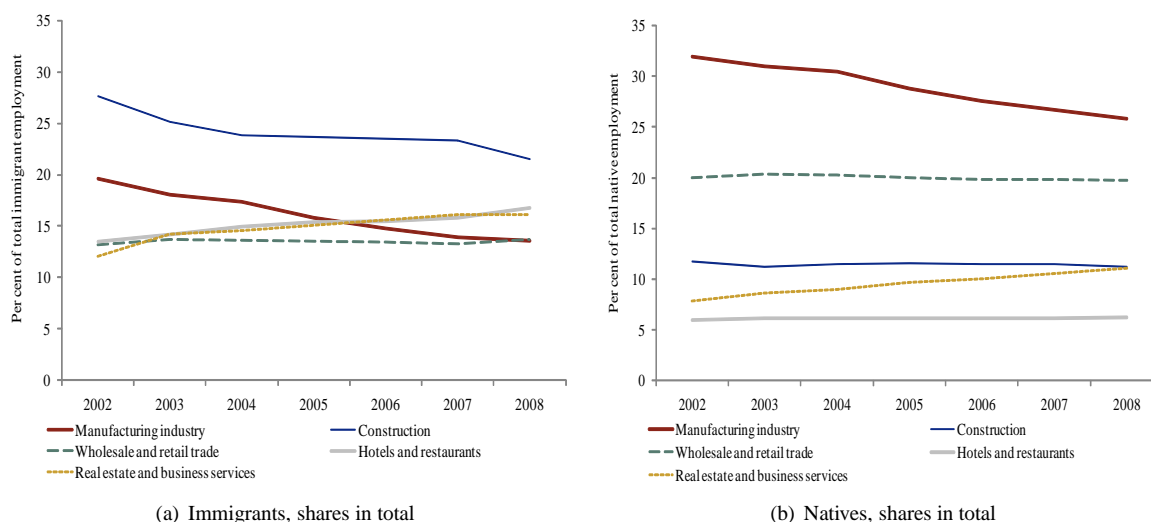 Per cent of total immigrant employment
35
30
25
20
15
10
5
0
2002 2003 2004 2005 2006 2007 2008
Manufacturing industry Construction
Wholesale and retail trade Hotels and restaurants
Real estate and business services
(a) Immigrants, shares in total
Per cent of total native employment
35
30
25
20
15
10
5
0
2002 2003 2004 2005 2006 2007 2008
Manufacturing industry Construction
Wholesale and retail trade Hotels and restaurants
Real estate and business services
(b) Natives, shares in total